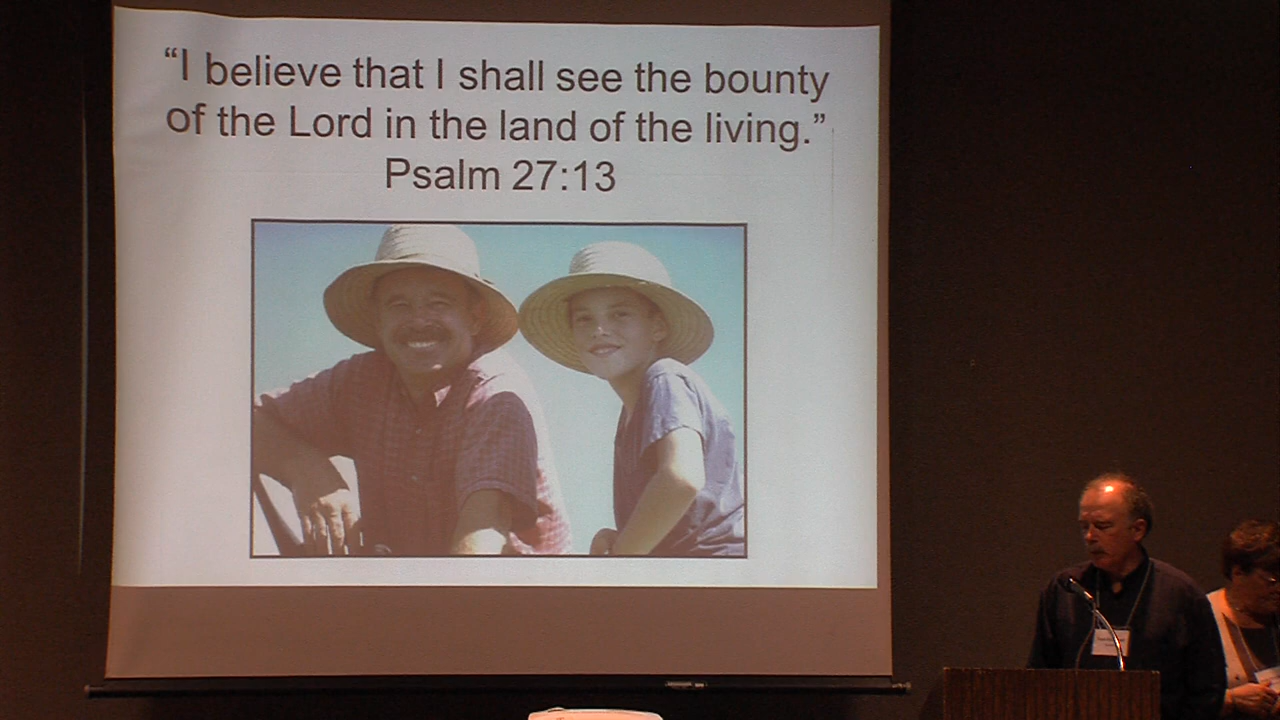 “I believe that I shall see the bounty
of the Lord in the land of the living.”
Psalm 27:13